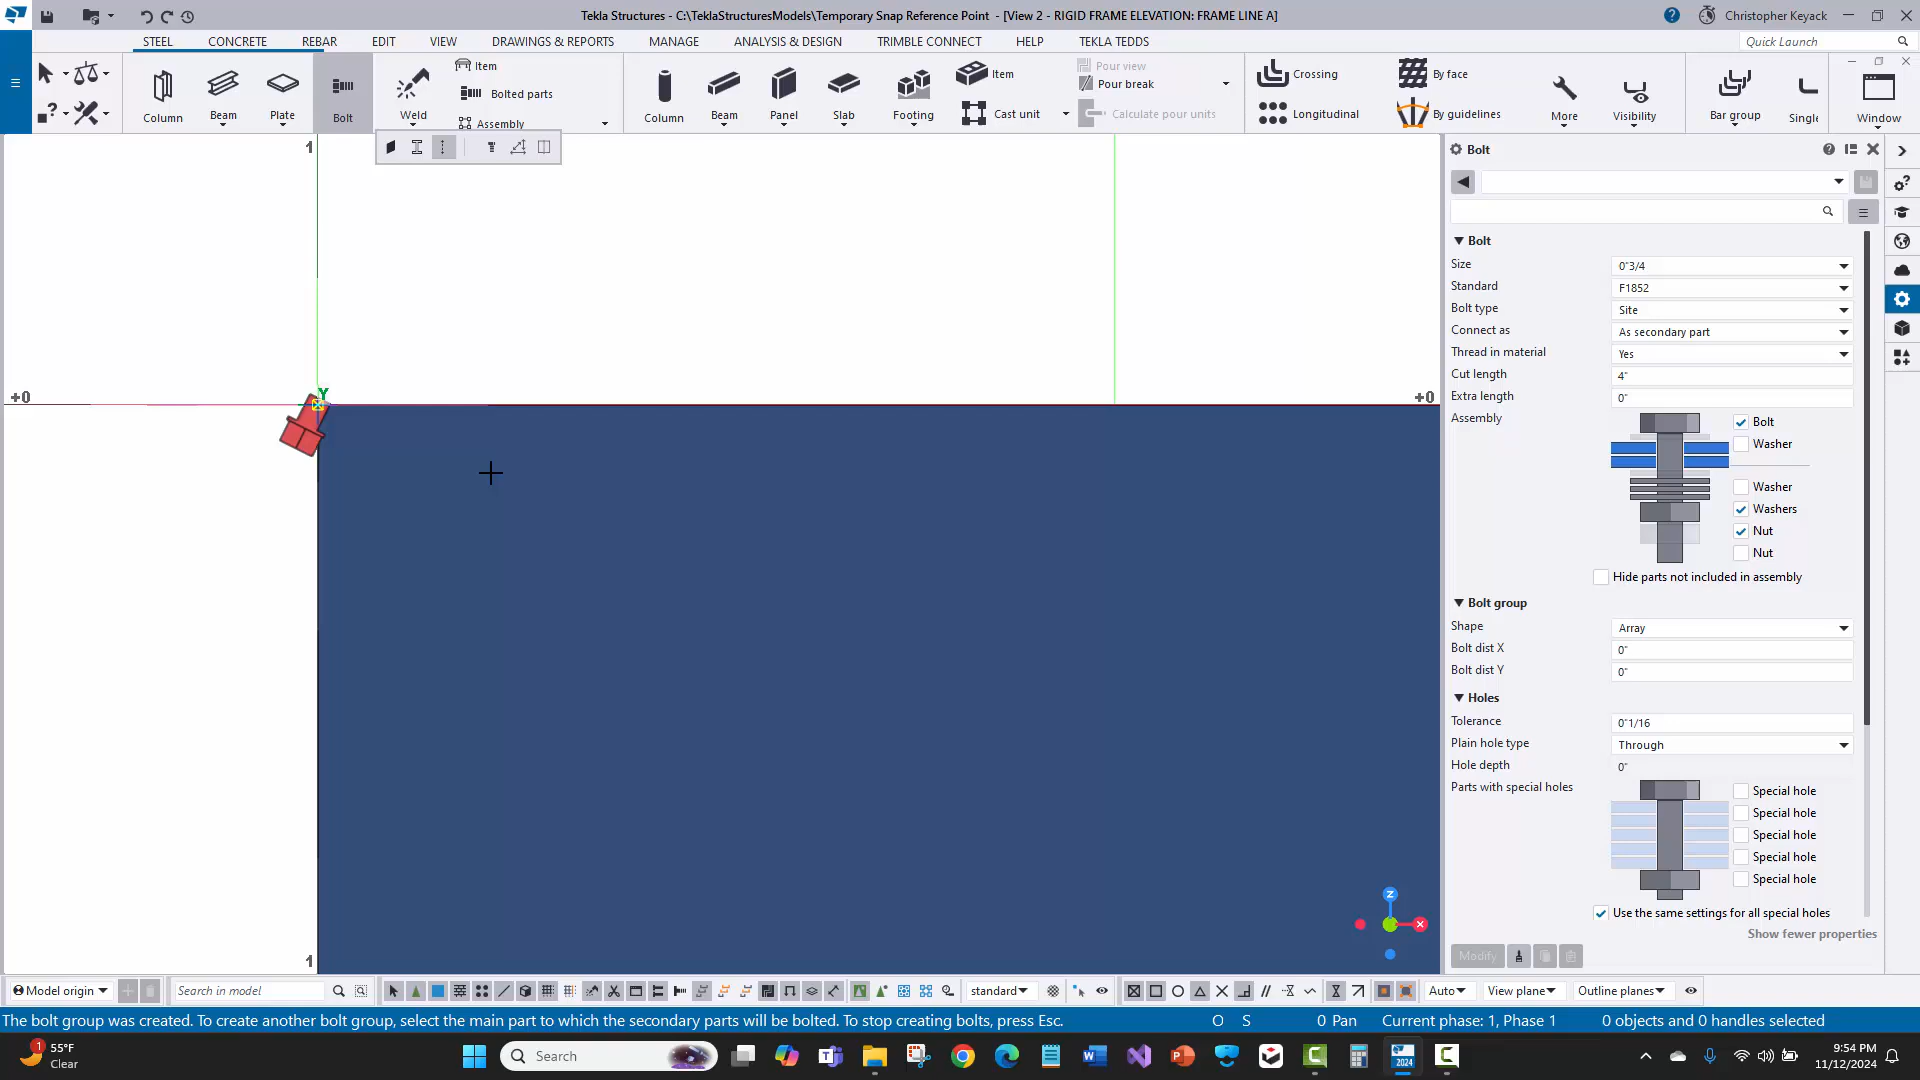 Tekla Structures - C:\TeklaStructuresModels\Temporary Snap Reference Point - [View 2 - RIGID FRAME ELEVATION: FRAME LINE A]
Christopher Keyack
STEEL CONCRETE REBAR EDIT VIEW DRAWINGS & REPORTS MANAGE ANALYSIS & DESIGN TRIMBLE CONNECT HELP TEKLA TEDDS
Quick Launch
Column Beam Plate Bolt Weld
Item
Bolted parts
Assembly
Column Beam Panel Slab Footing
Item
Cast unit
Pour view
Pour break
Calculate pour units
Crossing
Longitudinal
By face
By guidelines
More Visibility Bar group Single Window
1
+0
+0
Y
1
Z
X
Bolt
Bolt
Size 0"3/4
Standard F1852
Bolt type Site
Connect as As secondary part
Thread in material Yes
Cut length 4"
Extra length 0"
Assembly
Bolt
Washer
Washer
Washers
Nut
Nut
Hide parts not included in assembly
Bolt group
Shape Array
Bolt dist X 0"
Bolt dist Y 0"
Holes
Tolerance 0"1/16
Plain hole type Through
Hole depth 0"
Parts with special holes
Special hole
Special hole
Special hole
Special hole
Special hole
Use the same settings for all special holes
Show fewer properties
Modify
Model origin
Search in model
standard
Auto
View plane
Outline planes
The bolt group was created. To create another bolt group, select the main part to which the secondary parts will be bolted. To stop creating bolts, press Esc.
O S 0 Pan Current phase: 1, Phase 1 0 objects and 0 handles selected
1
55°F
Clear
Search
2024
9:54 PM
11/12/2024